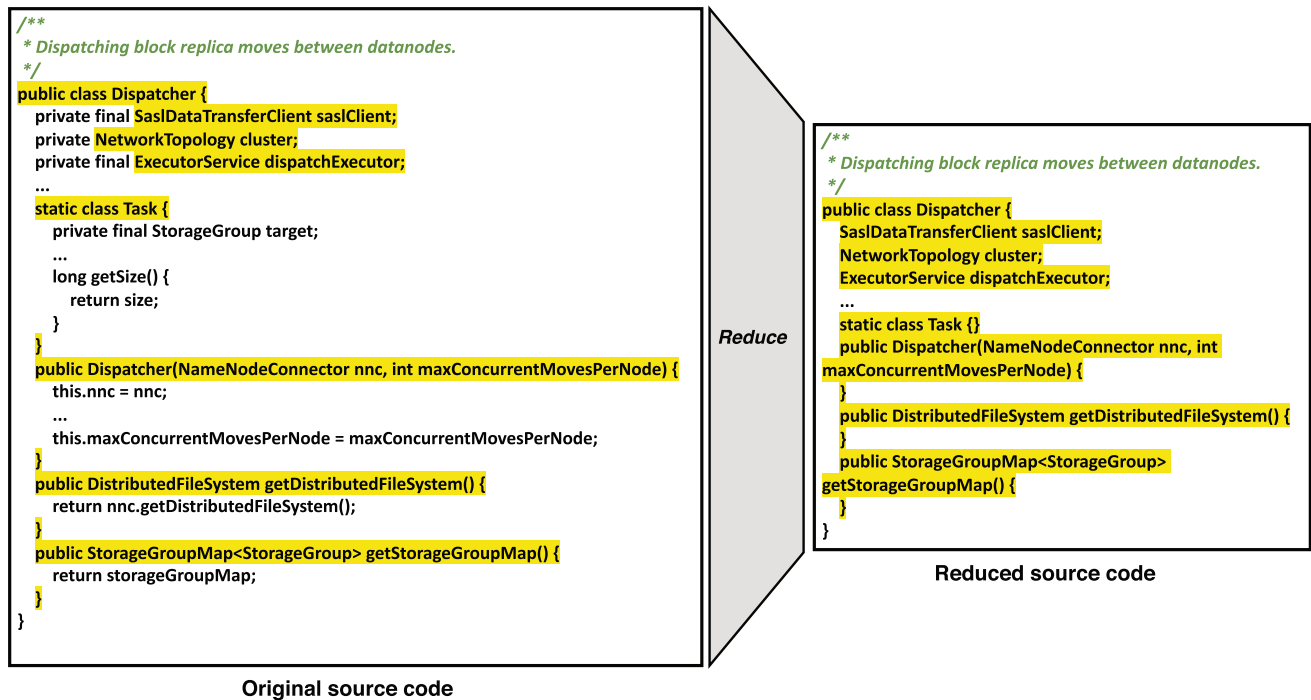 /**
* Dispatching block replica moves between datanodes.
*/
public class Dispatcher {
private final SaslDataTransferClient saslClient;
private NetworkTopology cluster;
private final ExecutorService dispatchExecutor;
...
static class Task {
private final StorageGroup target;
...
long getSize() {
return size;
}
}
public Dispatcher(NameNodeConnector nnc, int maxConcurrentMovesPerNode) {
this.nnc = nnc;
...
this.maxConcurrentMovesPerNode = maxConcurrentMovesPerNode;
}
public DistributedFileSystem getDistributedFileSystem() {
return nnc.getDistributedFileSystem();
}
public StorageGroupMap<StorageGroup> getStorageGroupMap() {
return storageGroupMap;
}
}
Original source code
Reduce
/**
* Dispatching block replica moves between datanodes.
*/
public class Dispatcher {
SaslDataTransferClient saslClient;
NetworkTopology cluster;
ExecutorService dispatchExecutor;
...
static class Task {}
public Dispatcher(NameNodeConnector nnc, int
maxConcurrentMovesPerNode) {
}
public DistributedFileSystem getDistributedFileSystem() {
}
public StorageGroupMap<StorageGroup>
getStorageGroupMap() {
}
}
Reduced source code